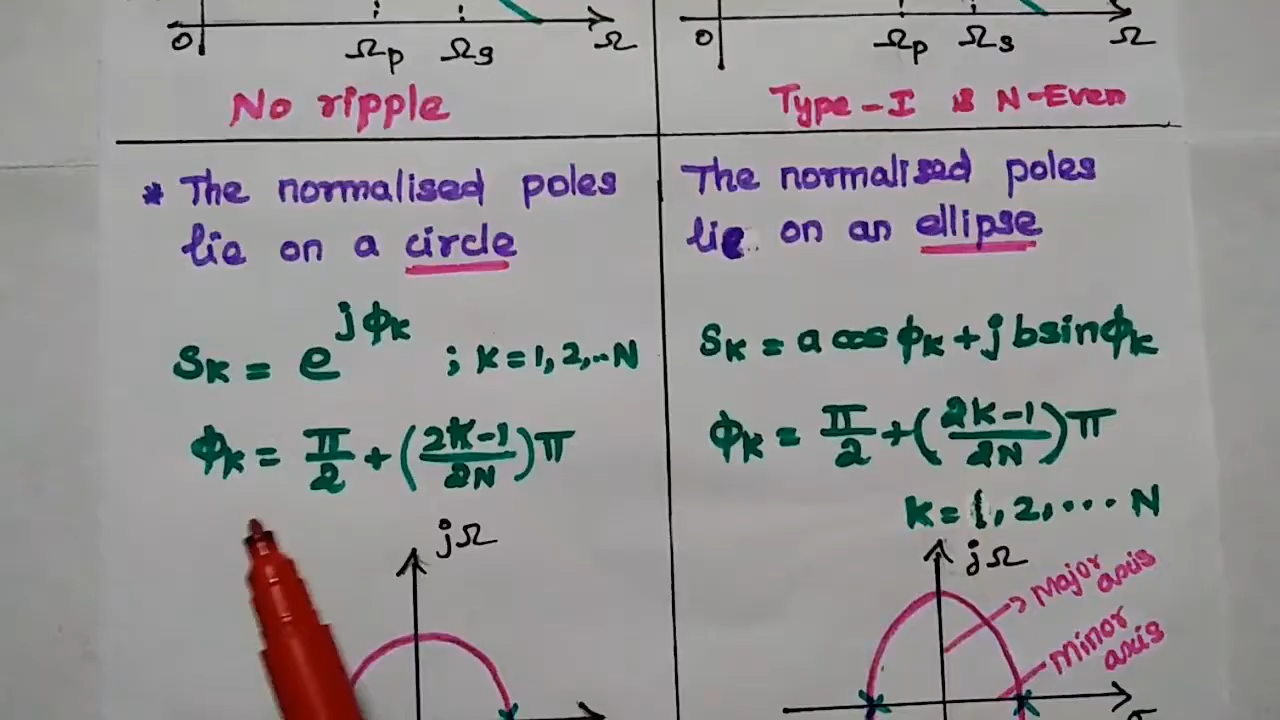 0 Ωp Ωs Ω
No ripple
* The normalised poles
lie on a circle
Sk = e^jϕk ; k=1,2,..N
ϕk = π/2 + (2k-1/2N)π
jΩ
0 Ωp Ωs Ω
Type-I & N-Even
The normalised poles
lie on an ellipse
Sk = a cos ϕk + j b sin ϕk
ϕk = π/2 + (2k-1/2N)π
k = 1, 2, .... N
jΩ
Major axis
Minor axis